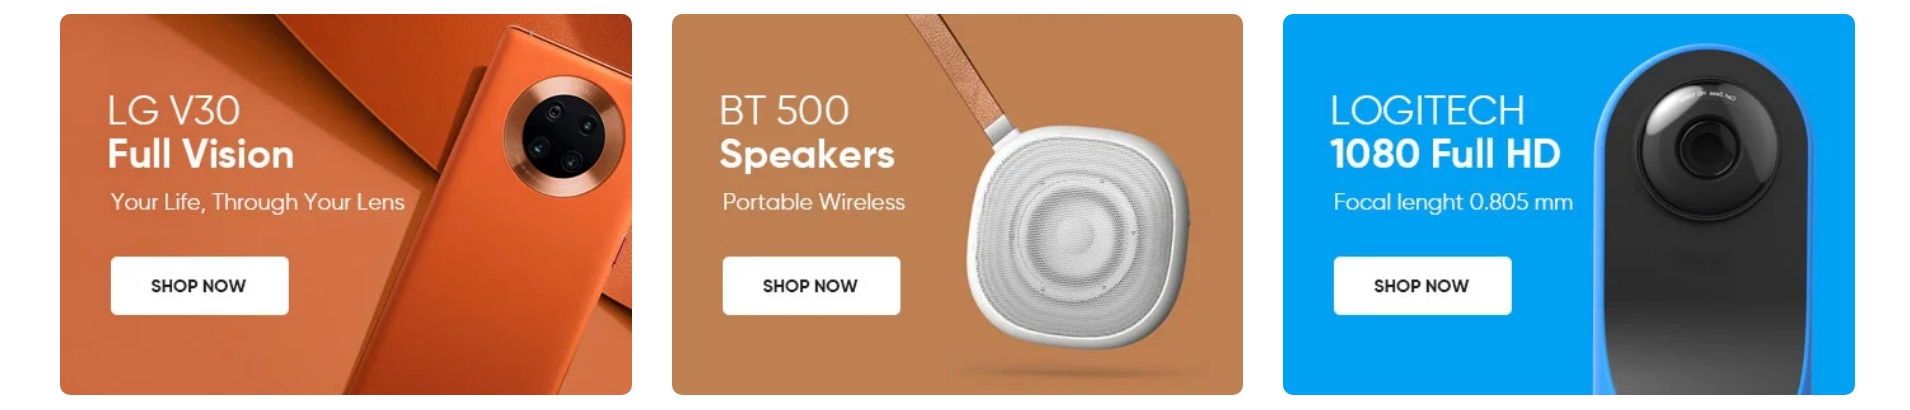 LG V30
Full Vision
Your Life, Through Your Lens
SHOP NOW
BT 500
Speakers
Portable Wireless
SHOP NOW
LOGITECH
1080 Full HD
Focal lenght 0.805 mm
SHOP NOW